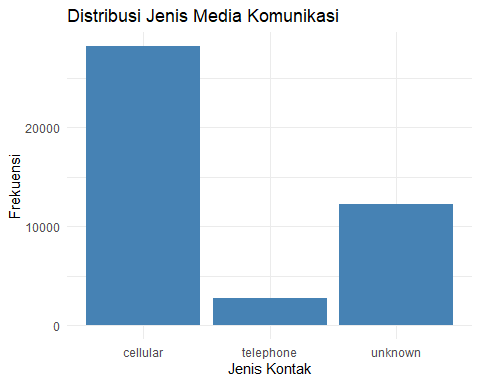 Distribusi Jenis Media Komunikasi
Frekuensi
20000
10000
0
cellular telephone unknown
Jenis Kontak